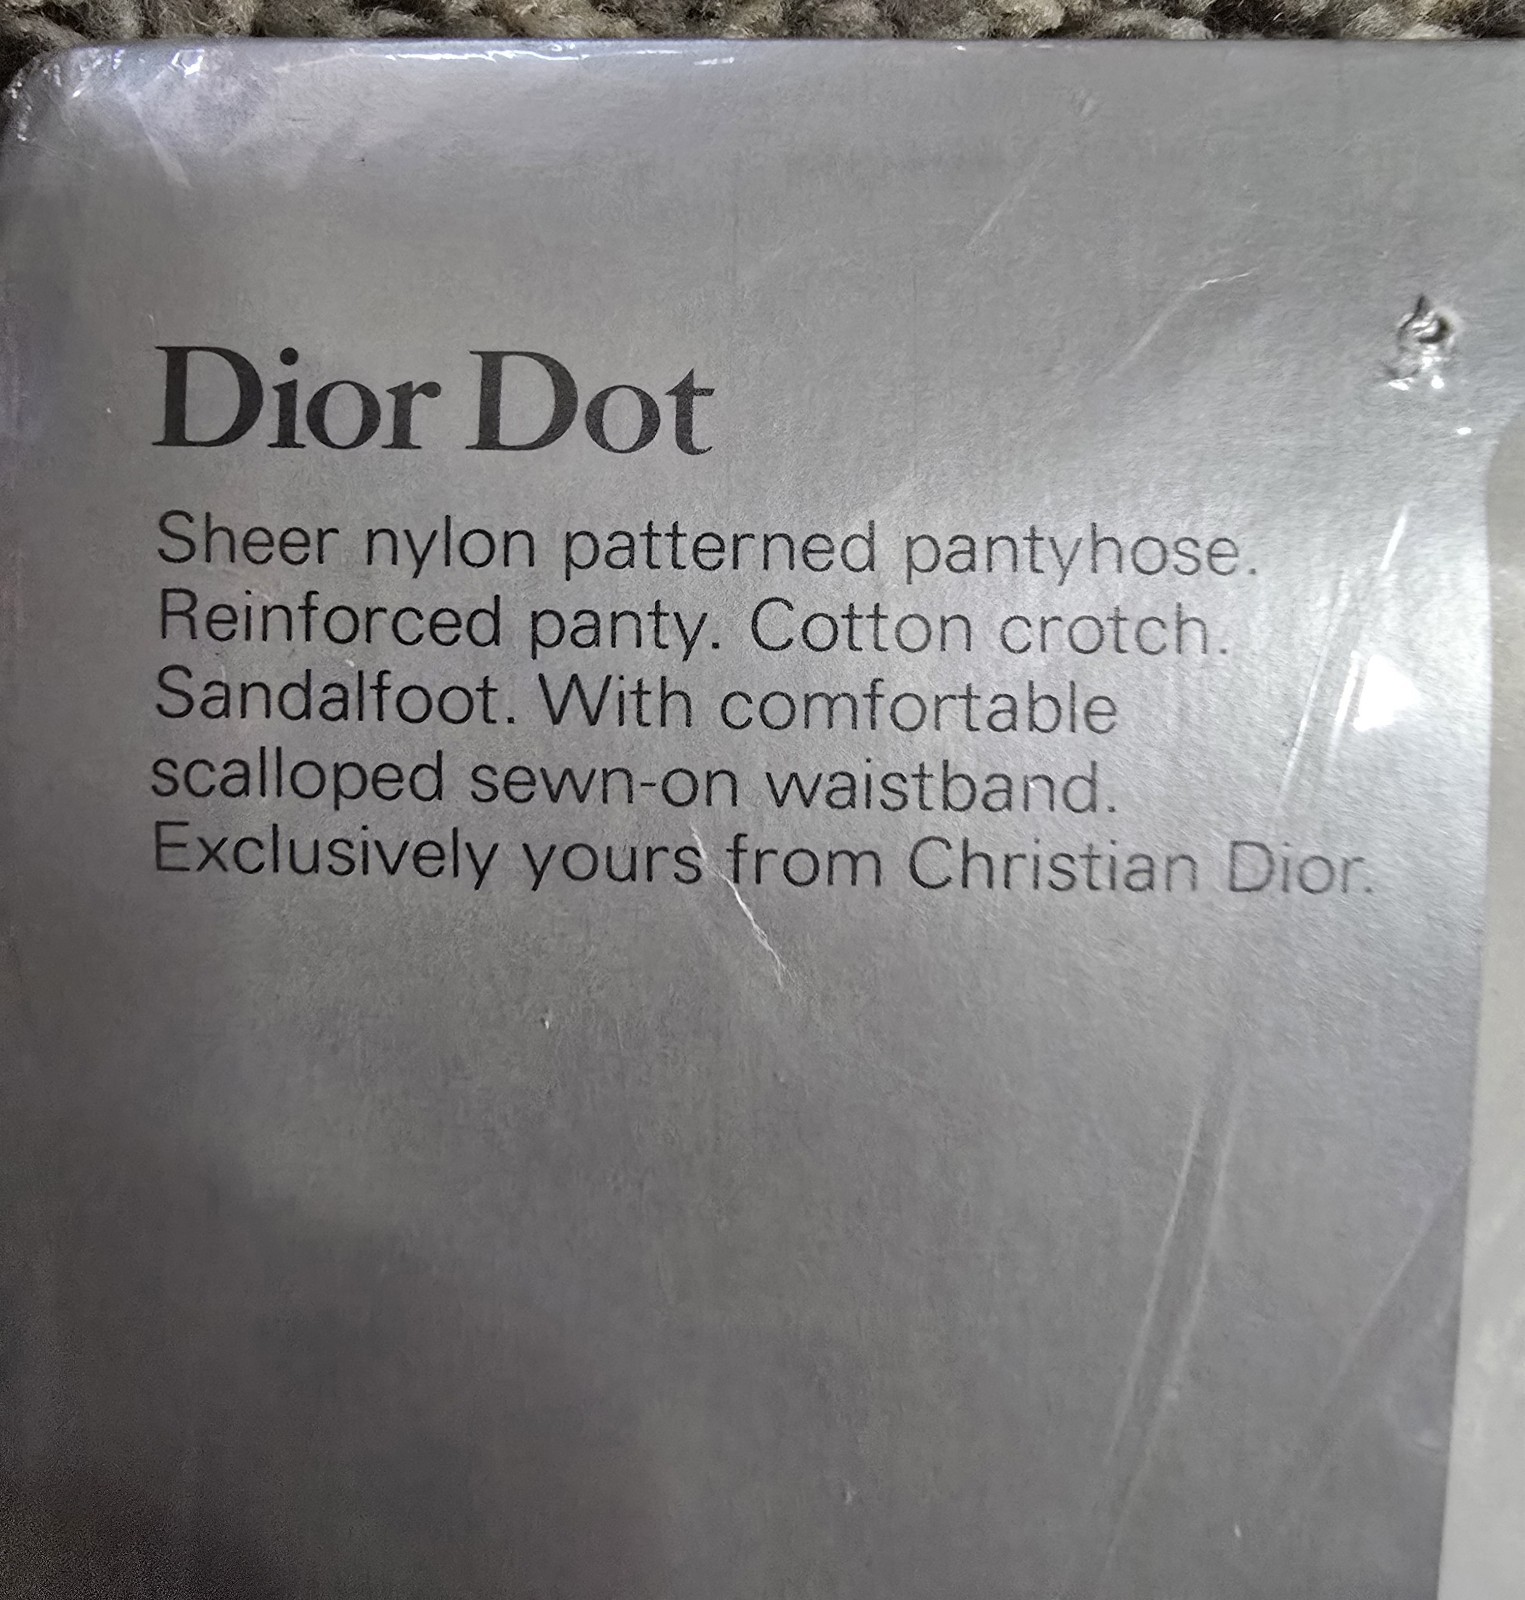 Dior Dot
Sheer nylon patterned pantyhose.
Reinforced panty. Cotton crotch.
Sandalfoot. With comfortable
scalloped sewn-on waistband.
Exclusively yours from Christian Dior.